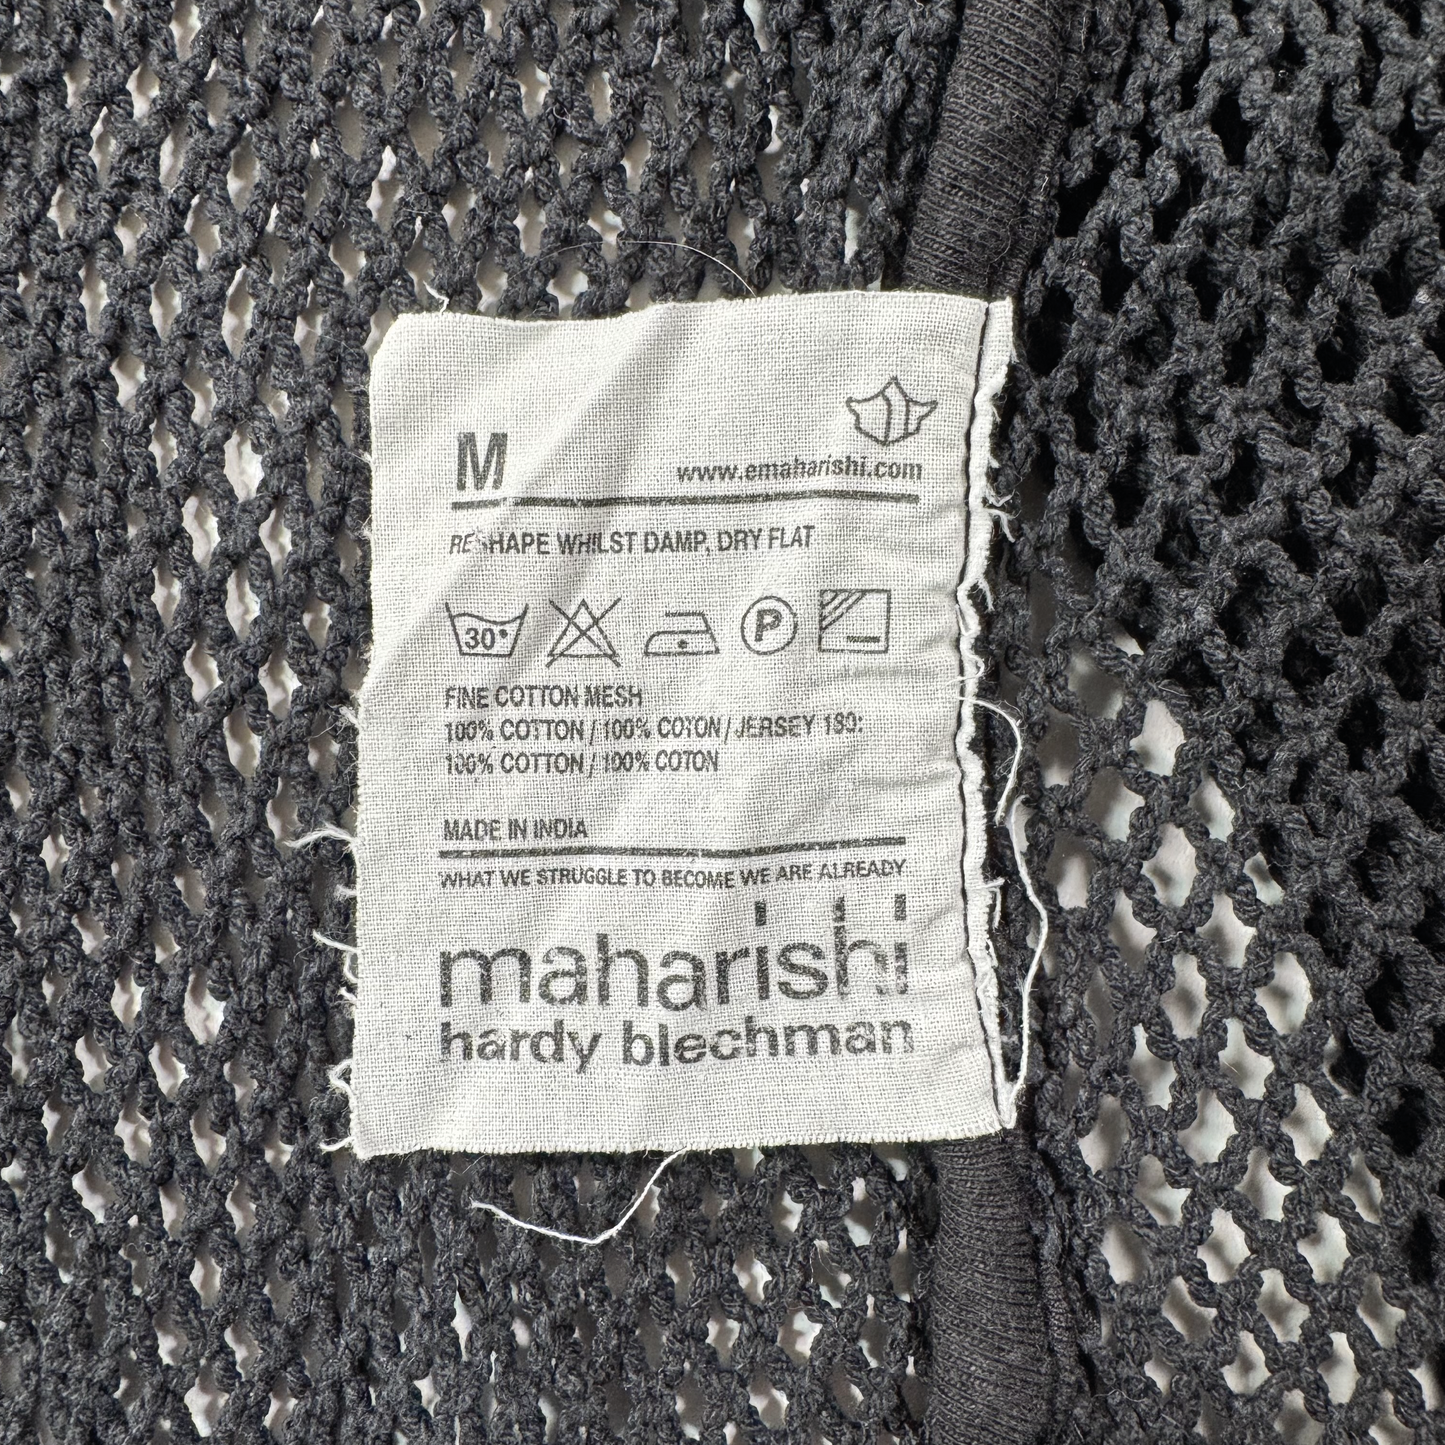 M
www.emaharishi.com
RESHAPE WHILST DAMP, DRY FLAT
30°
P
FINE COTTON MESH
100% COTTON / 100% COTON / JERSEY 180:
100% COTTON / 100% COTON
MADE IN INDIA
WHAT WE STRUGGLE TO BECOME WE ARE ALREADY
maharishi
hardy blechman